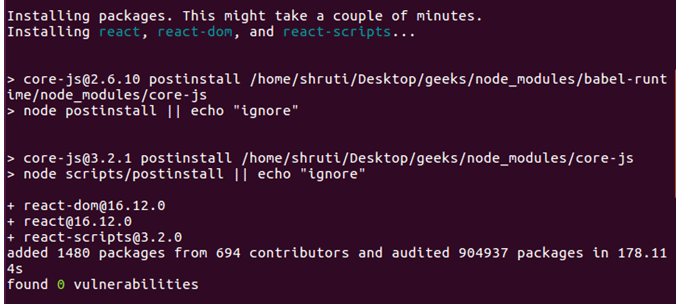 Installing packages. This might take a couple of minutes.
Installing react, react-dom, and react-scripts...
> core-js@2.6.10 postinstall /home/shruti/Desktop/geeks/node_modules/babel-runt
ime/node_modules/core-js
> node postinstall || echo "ignore"
> core-js@3.2.1 postinstall /home/shruti/Desktop/geeks/node_modules/core-js
> node scripts/postinstall || echo "ignore"
+ react-dom@16.12.0
+ react@16.12.0
+ react-scripts@3.2.0
added 1480 packages from 694 contributors and audited 904937 packages in 178.11
4s
found 0 vulnerabilities